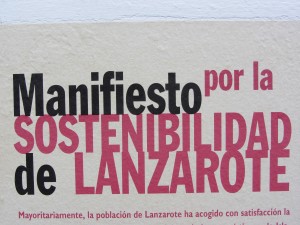 Manifiesto por la
SOSTENIBILIDAD
de LANZAROTE
Mayoritariamente, la población de Lanzarote ha acogido con satisfacción la